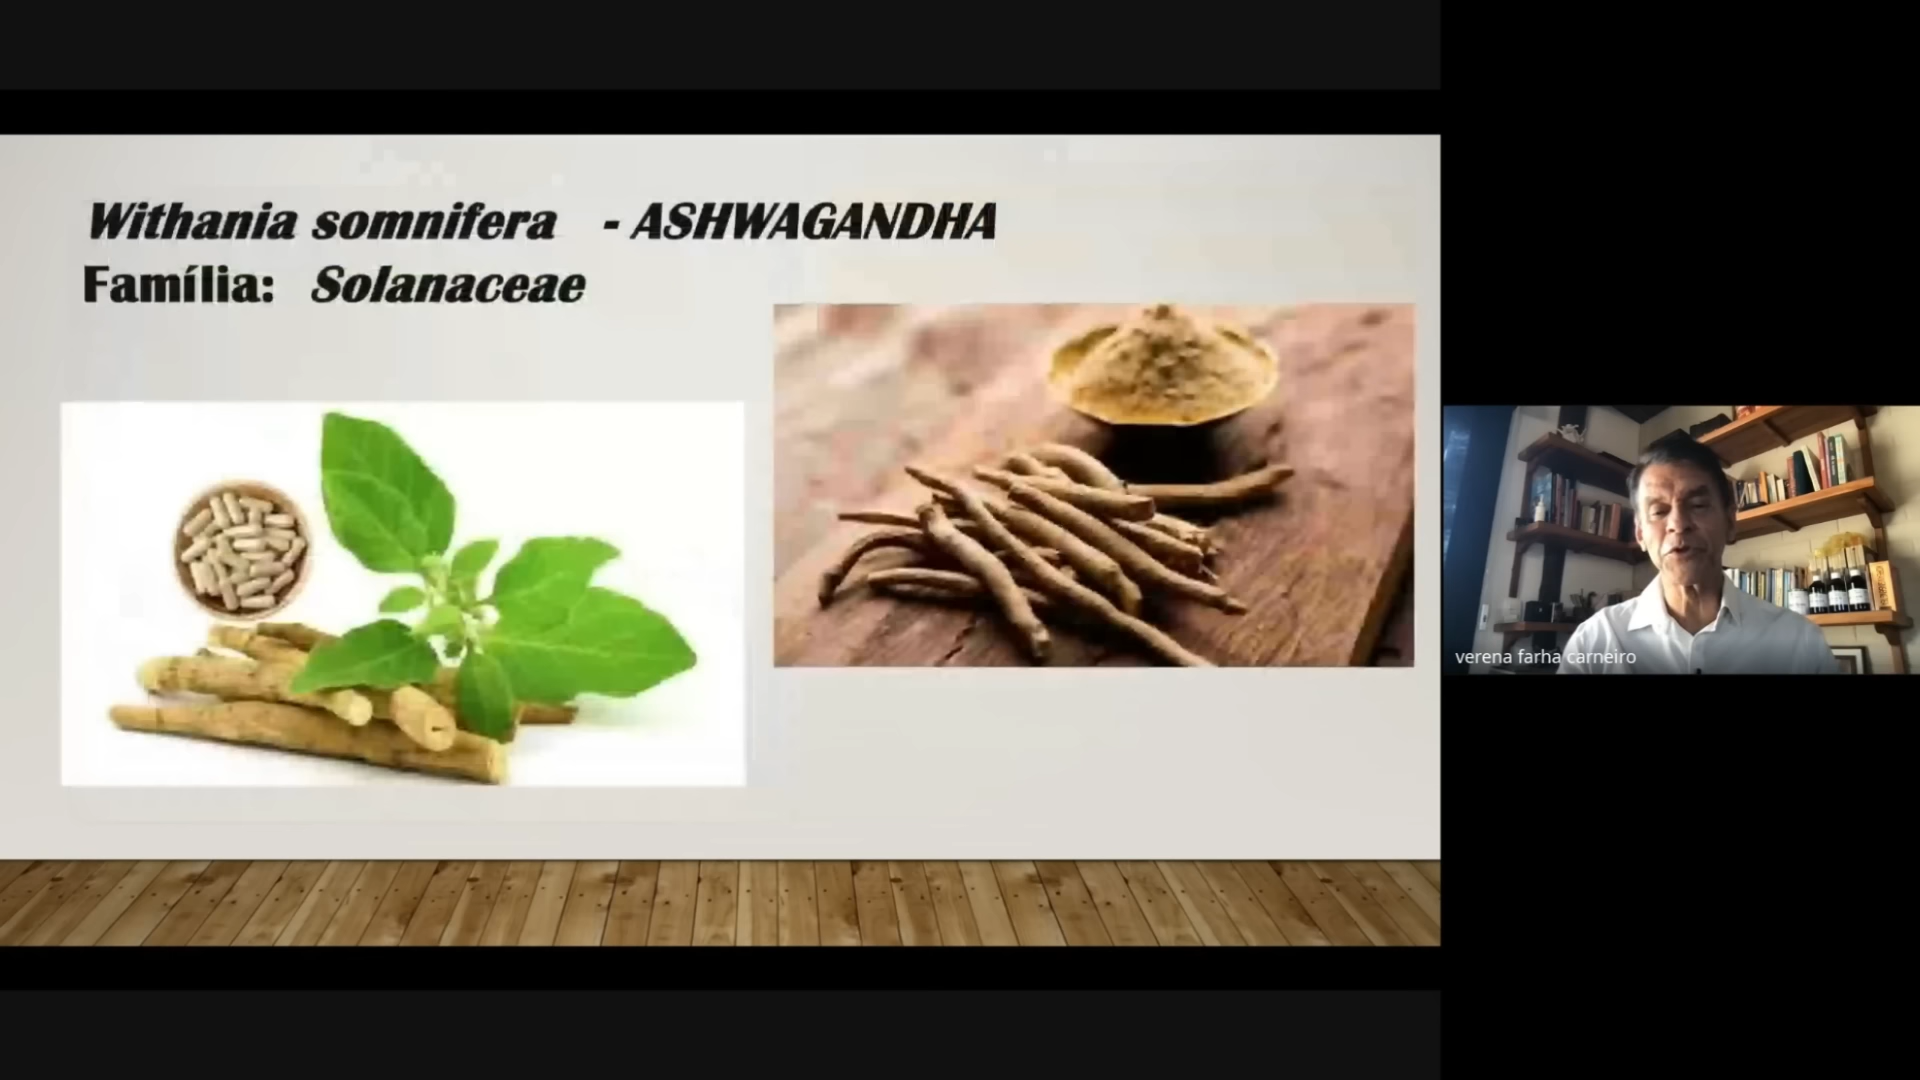 Withania somnifera - ASHWAGANDHA
Família: Solanaceae
verena farha carneiro